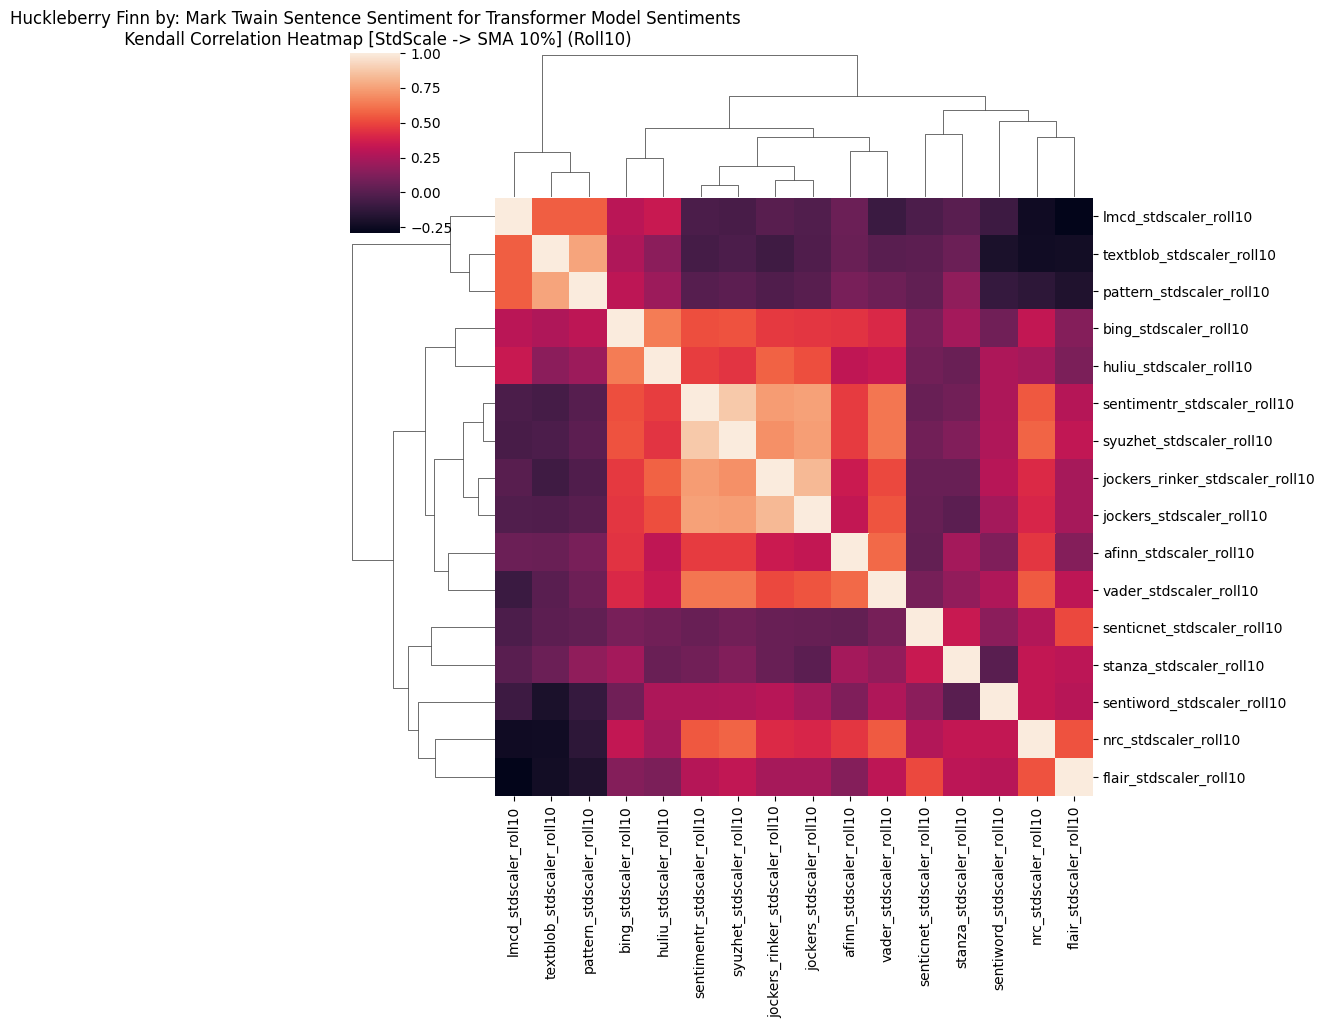 Huckleberry Finn by: Mark Twain Sentence Sentiment for Transformer Model Sentiments
Kendall Correlation Heatmap [StdScale -> SMA 10%] (Roll10)
1.00
0.75
0.50
0.25
0.00
−0.25
lmcd_stdscaler_roll10
textblob_stdscaler_roll10
pattern_stdscaler_roll10
bing_stdscaler_roll10
huliu_stdscaler_roll10
sentimentr_stdscaler_roll10
syuzhet_stdscaler_roll10
jockers_rinker_stdscaler_roll10
jockers_stdscaler_roll10
afinn_stdscaler_roll10
vader_stdscaler_roll10
senticnet_stdscaler_roll10
stanza_stdscaler_roll10
sentiword_stdscaler_roll10
nrc_stdscaler_roll10
flair_stdscaler_roll10
lmcd_stdscaler_roll10
textblob_stdscaler_roll10
pattern_stdscaler_roll10
bing_stdscaler_roll10
huliu_stdscaler_roll10
sentimentr_stdscaler_roll10
syuzhet_stdscaler_roll10
jockers_rinker_stdscaler_roll10
jockers_stdscaler_roll10
afinn_stdscaler_roll10
vader_stdscaler_roll10
senticnet_stdscaler_roll10
stanza_stdscaler_roll10
sentiword_stdscaler_roll10
nrc_stdscaler_roll10
flair_stdscaler_roll10